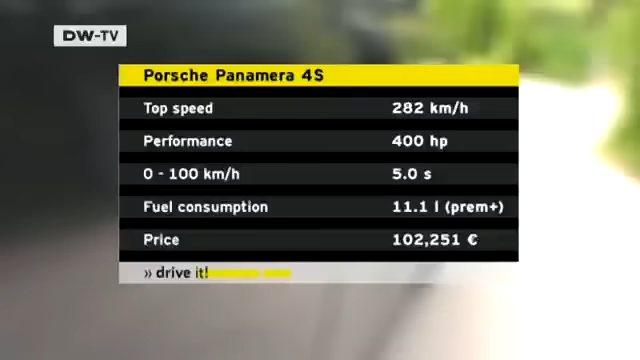 DW-TV
Porsche Panamera 4S
Top speed 282 km/h
Performance 400 hp
0 - 100 km/h 5.0 s
Fuel consumption 11.1 l (prem+)
Price 102,251 €
» drive it!